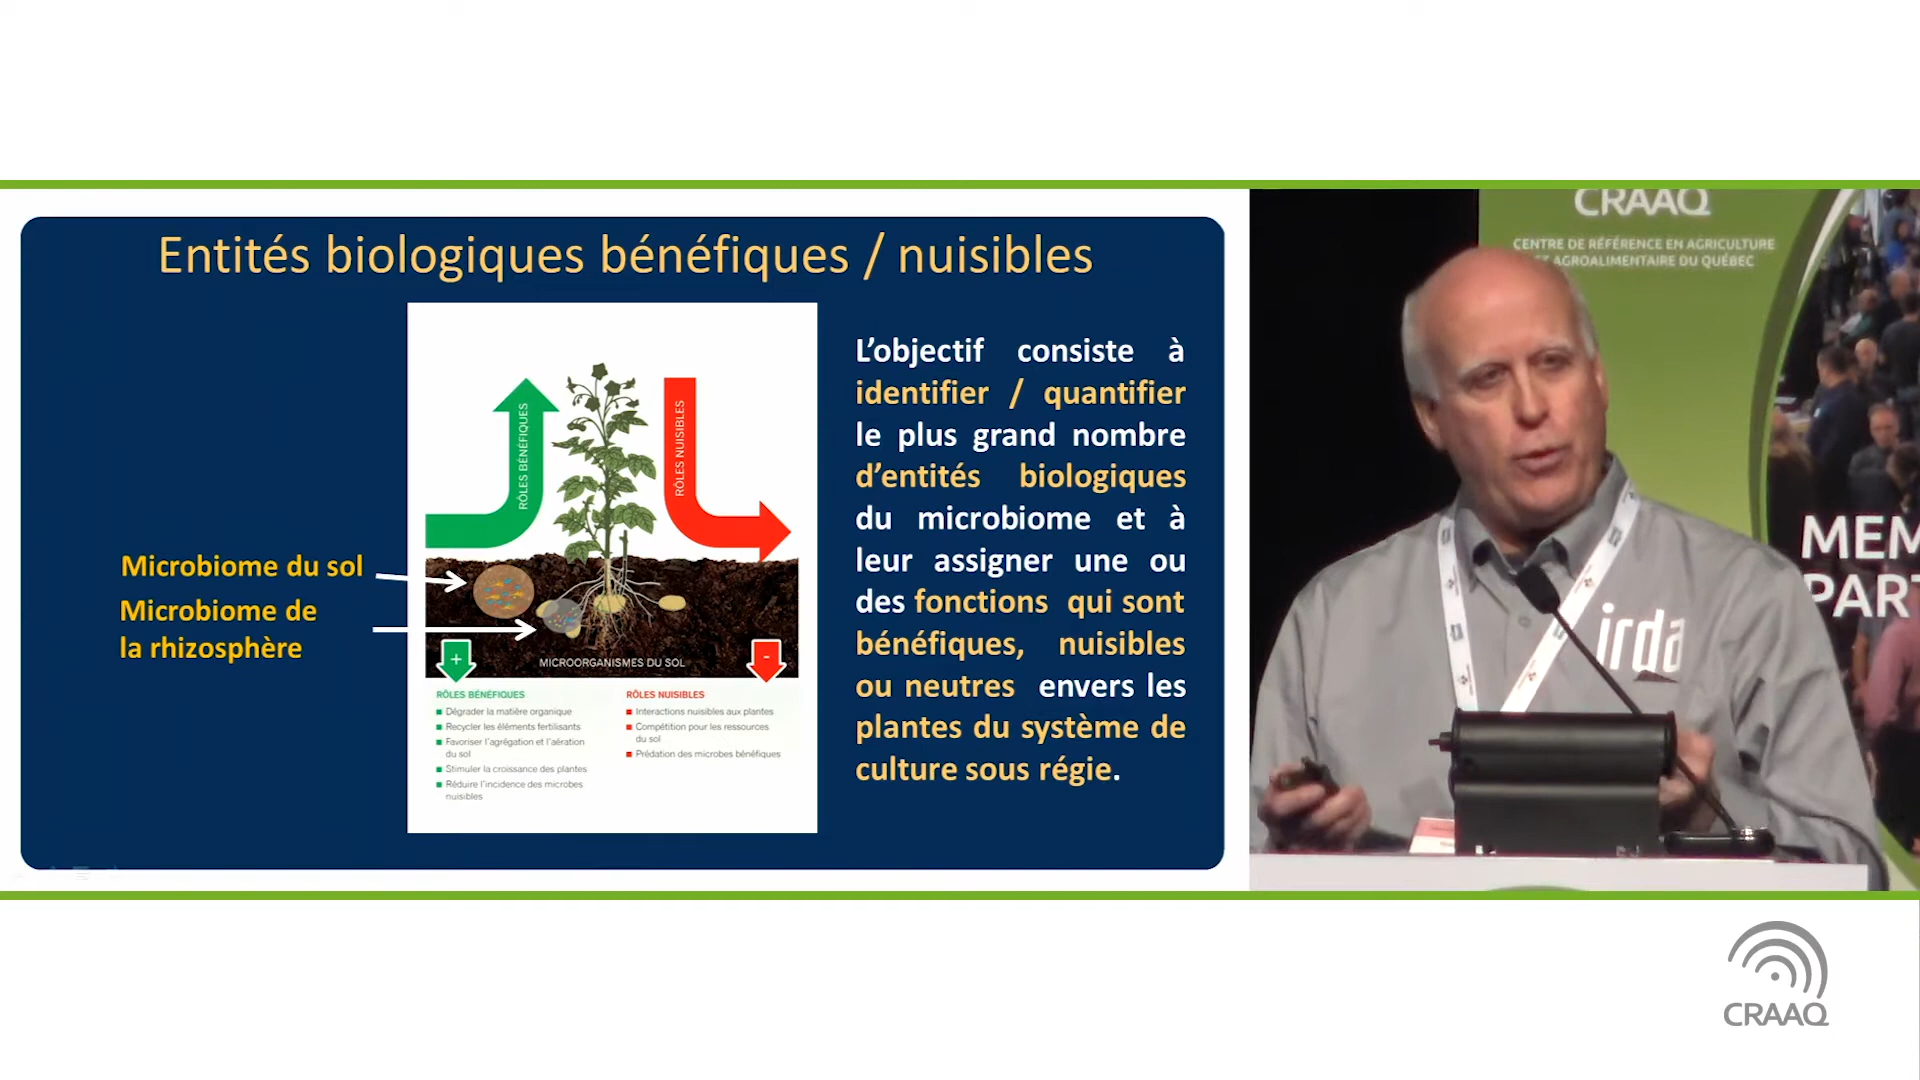 Entités biologiques bénéfiques / nuisibles
Microbiome du sol
Microbiome de
la rhizosphère
RÔLES BÉNÉFIQUES
RÔLES NUISIBLES
MICROORGANISMES DU SOL
+
-
RÔLES BÉNÉFIQUES
Dégrader la matière organique
Recycler les éléments fertilisants
Favoriser l'agrégation et l'aération
du sol
Stimuler la croissance des plantes
Réduire l'incidence des microbes
nuisibles
RÔLES NUISIBLES
Interactions nuisibles aux plantes
Compétition pour les ressources
du sol
Prédation des microbes bénéfiques
L'objectif consiste à
identifier / quantifier
le plus grand nombre
d'entités biologiques
du microbiome et à
leur assigner une ou
des fonctions qui sont
bénéfiques, nuisibles
ou neutres envers les
plantes du système de
culture sous régie.
CRAAQ
CENTRE DE RÉFÉRENCE EN AGRICULTURE
AGROALIMENTAIRE DU QUÉBEC
MEM
PART
irda
CRAAQ